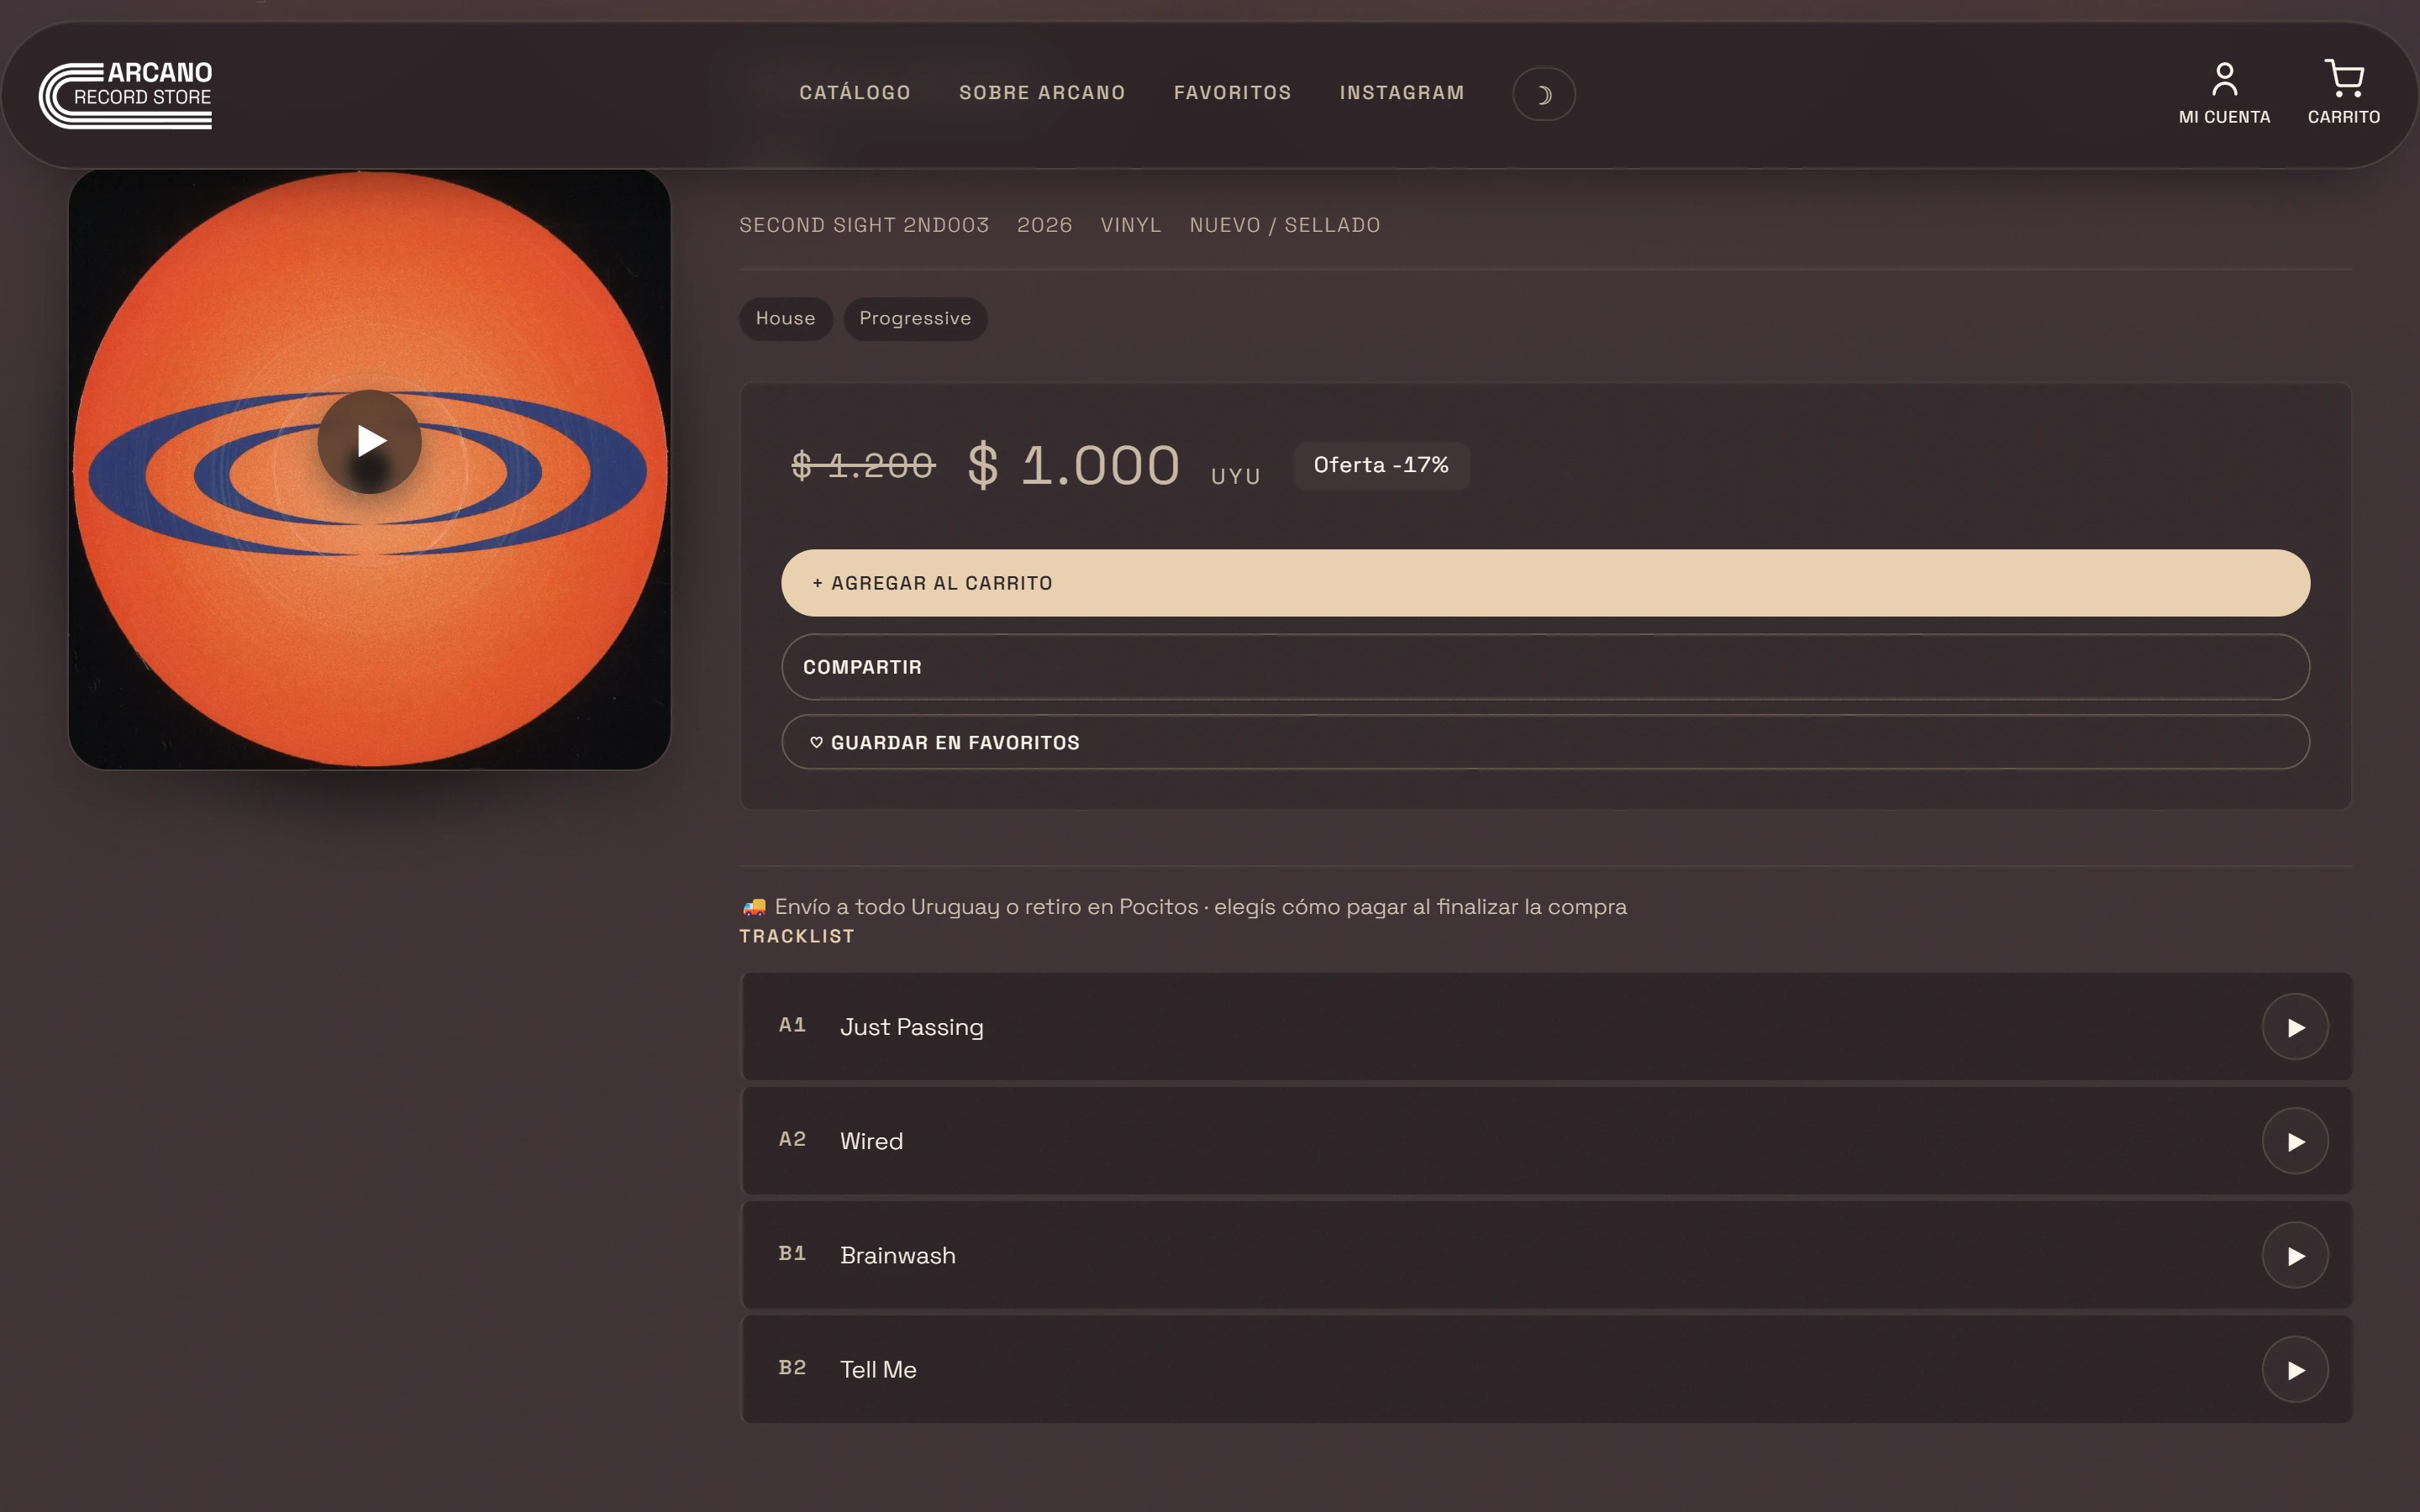 ARCANO
RECORD STORE
CATÁLOGO SOBRE ARCANO FAVORITOS INSTAGRAM
MI CUENTA CARRITO
SECOND SIGHT 2ND003 2026 VINYL NUEVO / SELLADO
House Progressive
$ 1.200 $ 1.000 UYU Oferta -17%
+ AGREGAR AL CARRITO
COMPARTIR
♡ GUARDAR EN FAVORITOS
🚚 Envío a todo Uruguay o retiro en Pocitos · elegís cómo pagar al finalizar la compra
TRACKLIST
A1 Just Passing
A2 Wired
B1 Brainwash
B2 Tell Me